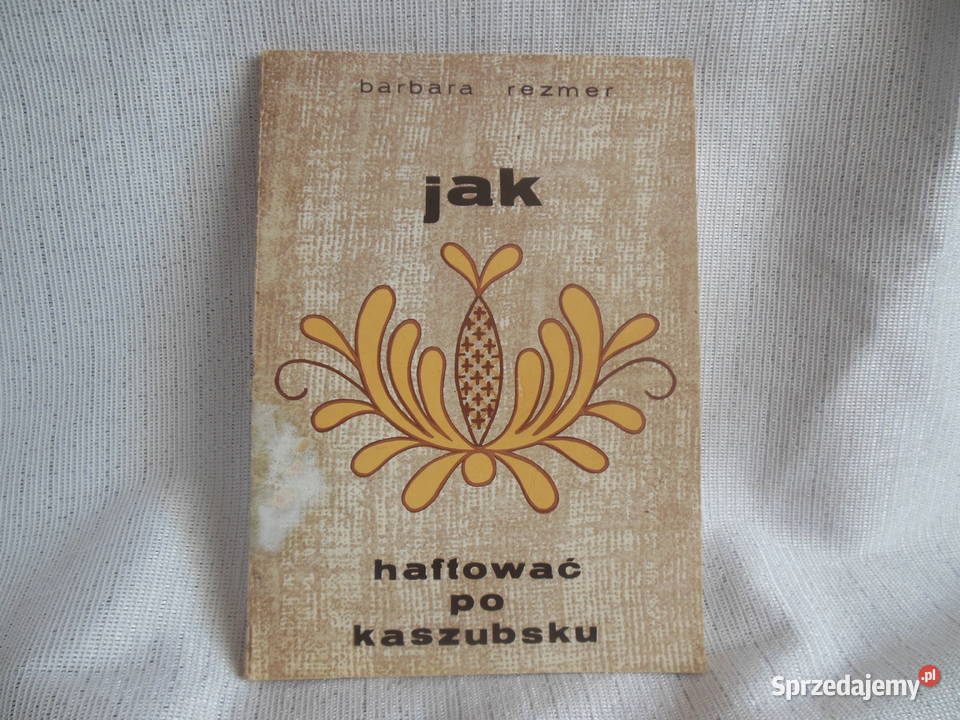 barbara rezmer
jak
haftować
po
kaszubsku
Sprzedajemy.pl